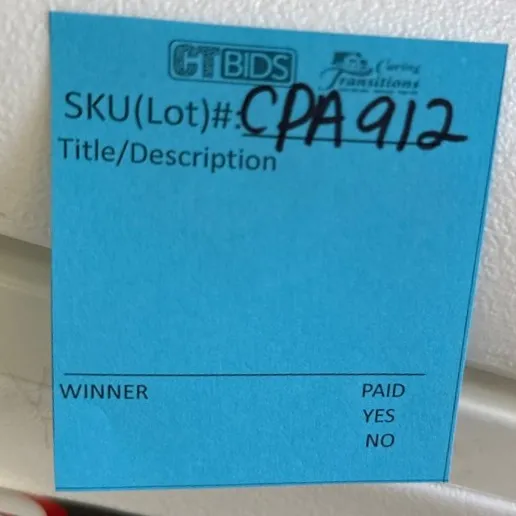 CTBIDS Caring Transitions
SKU(Lot)#: CPA912
Title/Description
WINNER PAID
YES
NO